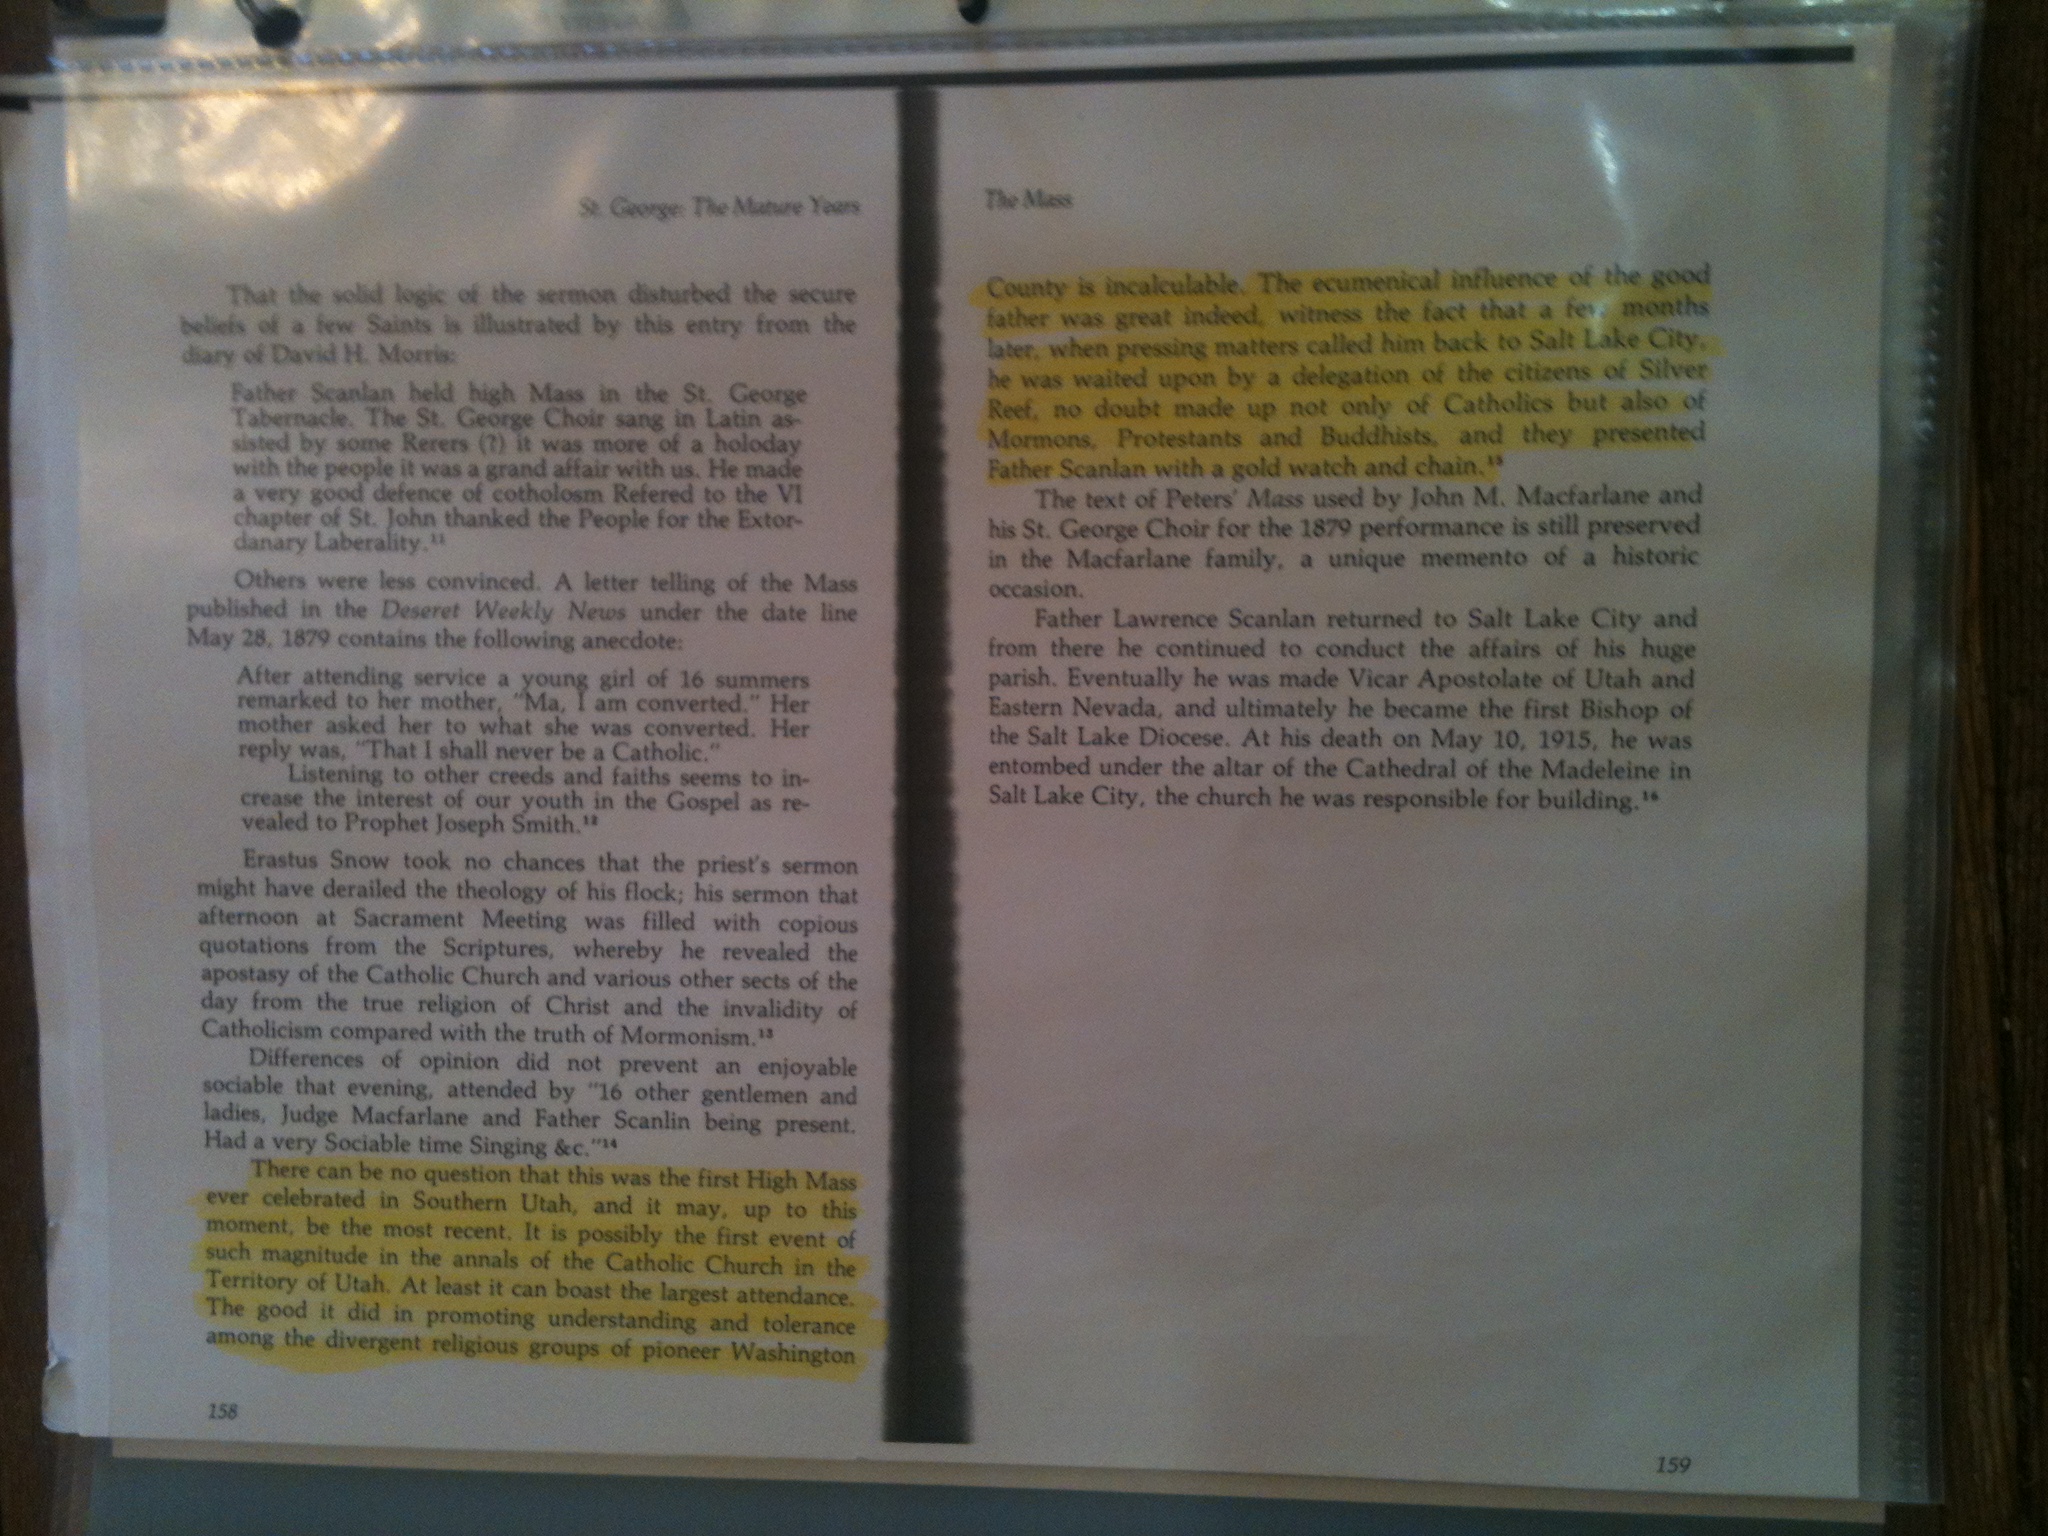 St. George: The Mature Years
That the solid logic of the sermon disturbed the secure
beliefs of a few Saints is illustrated by this entry from the
diary of David H. Morris:
Father Scanlan held high Mass in the St. George
Tabernacle. The St. George Choir sang in Latin as-
sisted by some Rerers (?) it was more of a holoday
with the people it was a grand affair with us. He made
a very good defence of cotholosm Refered to the VI
chapter of St. John thanked the People for the Extor-
danary Laberality.¹¹
Others were less convinced. A letter telling of the Mass
published in the Deseret Weekly News under the date line
May 28, 1879 contains the following anecdote:
After attending service a young girl of 16 summers
remarked to her mother, "Ma, I am converted." Her
mother asked her to what she was converted. Her
reply was, "That I shall never be a Catholic."
Listening to other creeds and faiths seems to in-
crease the interest of our youth in the Gospel as re-
vealed to Prophet Joseph Smith.¹²
Erastus Snow took no chances that the priest's sermon
might have derailed the theology of his flock; his sermon that
afternoon at Sacrament Meeting was filled with copious
quotations from the Scriptures, whereby he revealed the
apostasy of the Catholic Church and various other sects of the
day from the true religion of Christ and the invalidity of
Catholicism compared with the truth of Mormonism.¹³
Differences of opinion did not prevent an enjoyable
sociable that evening, attended by "16 other gentlemen and
ladies, Judge Macfarlane and Father Scanlin being present.
Had a very Sociable time Singing &c."¹⁴
There can be no question that this was the first High Mass
ever celebrated in Southern Utah, and it may, up to this
moment, be the most recent. It is possibly the first event of
such magnitude in the annals of the Catholic Church in the
Territory of Utah. At least it can boast the largest attendance.
The good it did in promoting understanding and tolerance
among the divergent religious groups of pioneer Washington
158
The Mass
County is incalculable. The ecumenical influence of the good
father was great indeed, witness the fact that a few months
later, when pressing matters called him back to Salt Lake City,
he was waited upon by a delegation of the citizens of Silver
Reef, no doubt made up not only of Catholics but also of
Mormons, Protestants and Buddhists, and they presented
Father Scanlan with a gold watch and chain.¹⁵
The text of Peters' Mass used by John M. Macfarlane and
his St. George Choir for the 1879 performance is still preserved
in the Macfarlane family, a unique memento of a historic
occasion.
Father Lawrence Scanlan returned to Salt Lake City and
from there he continued to conduct the affairs of his huge
parish. Eventually he was made Vicar Apostolate of Utah and
Eastern Nevada, and ultimately he became the first Bishop of
the Salt Lake Diocese. At his death on May 10, 1915, he was
entombed under the altar of the Cathedral of the Madeleine in
Salt Lake City, the church he was responsible for building.¹⁶
159